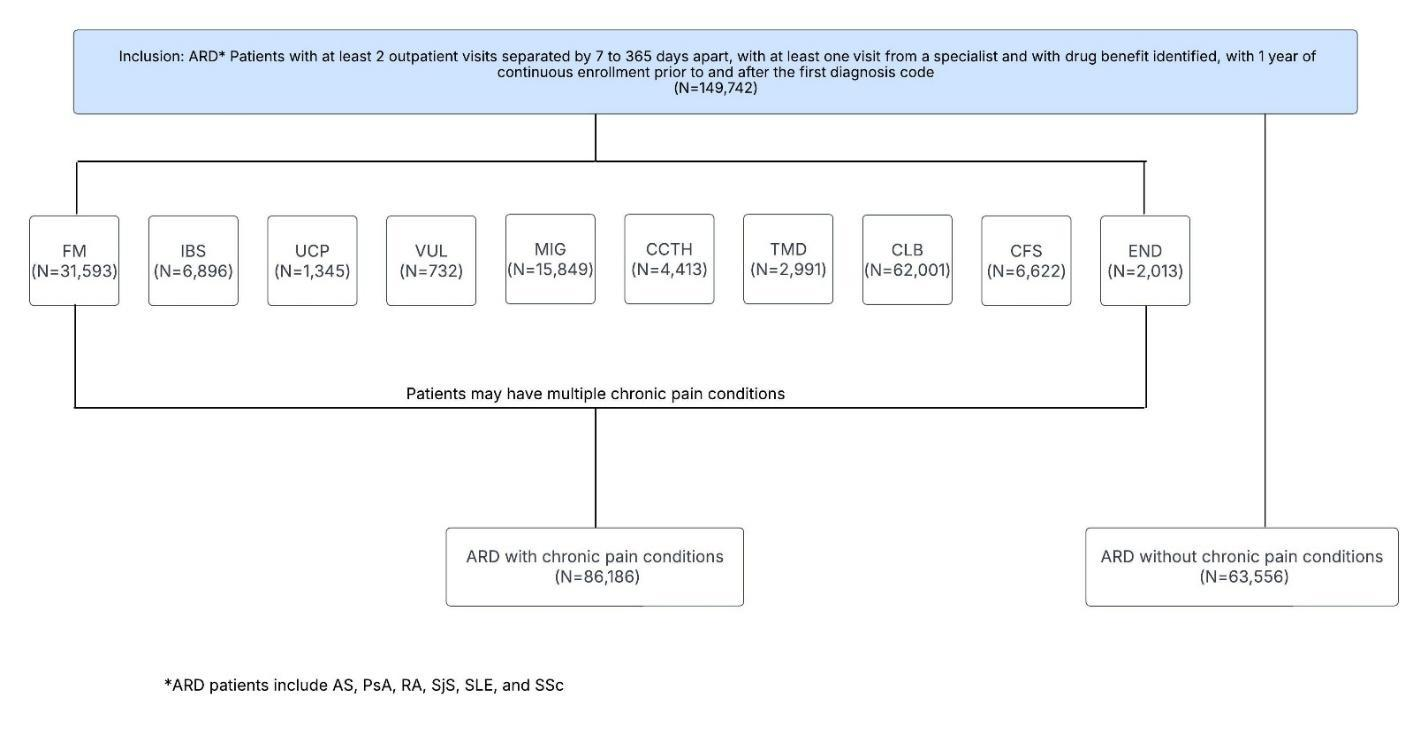 Inclusion: ARD* Patients with at least 2 outpatient visits separated by 7 to 365 days apart, with at least one visit from a specialist and with drug benefit identified, with 1 year of
continuous enrollment prior to and after the first diagnosis code
(N=149,742)
FM
(N=31,593)
IBS
(N=6,896)
UCP
(N=1,345)
VUL
(N=732)
MIG
(N=15,849)
CCTH
(N=4,413)
TMD
(N=2,991)
CLB
(N=62,001)
CFS
(N=6,622)
END
(N=2,013)
Patients may have multiple chronic pain conditions
ARD with chronic pain conditions
(N=86,186)
ARD without chronic pain conditions
(N=63,556)
*ARD patients include AS, PsA, RA, SjS, SLE, and SSc